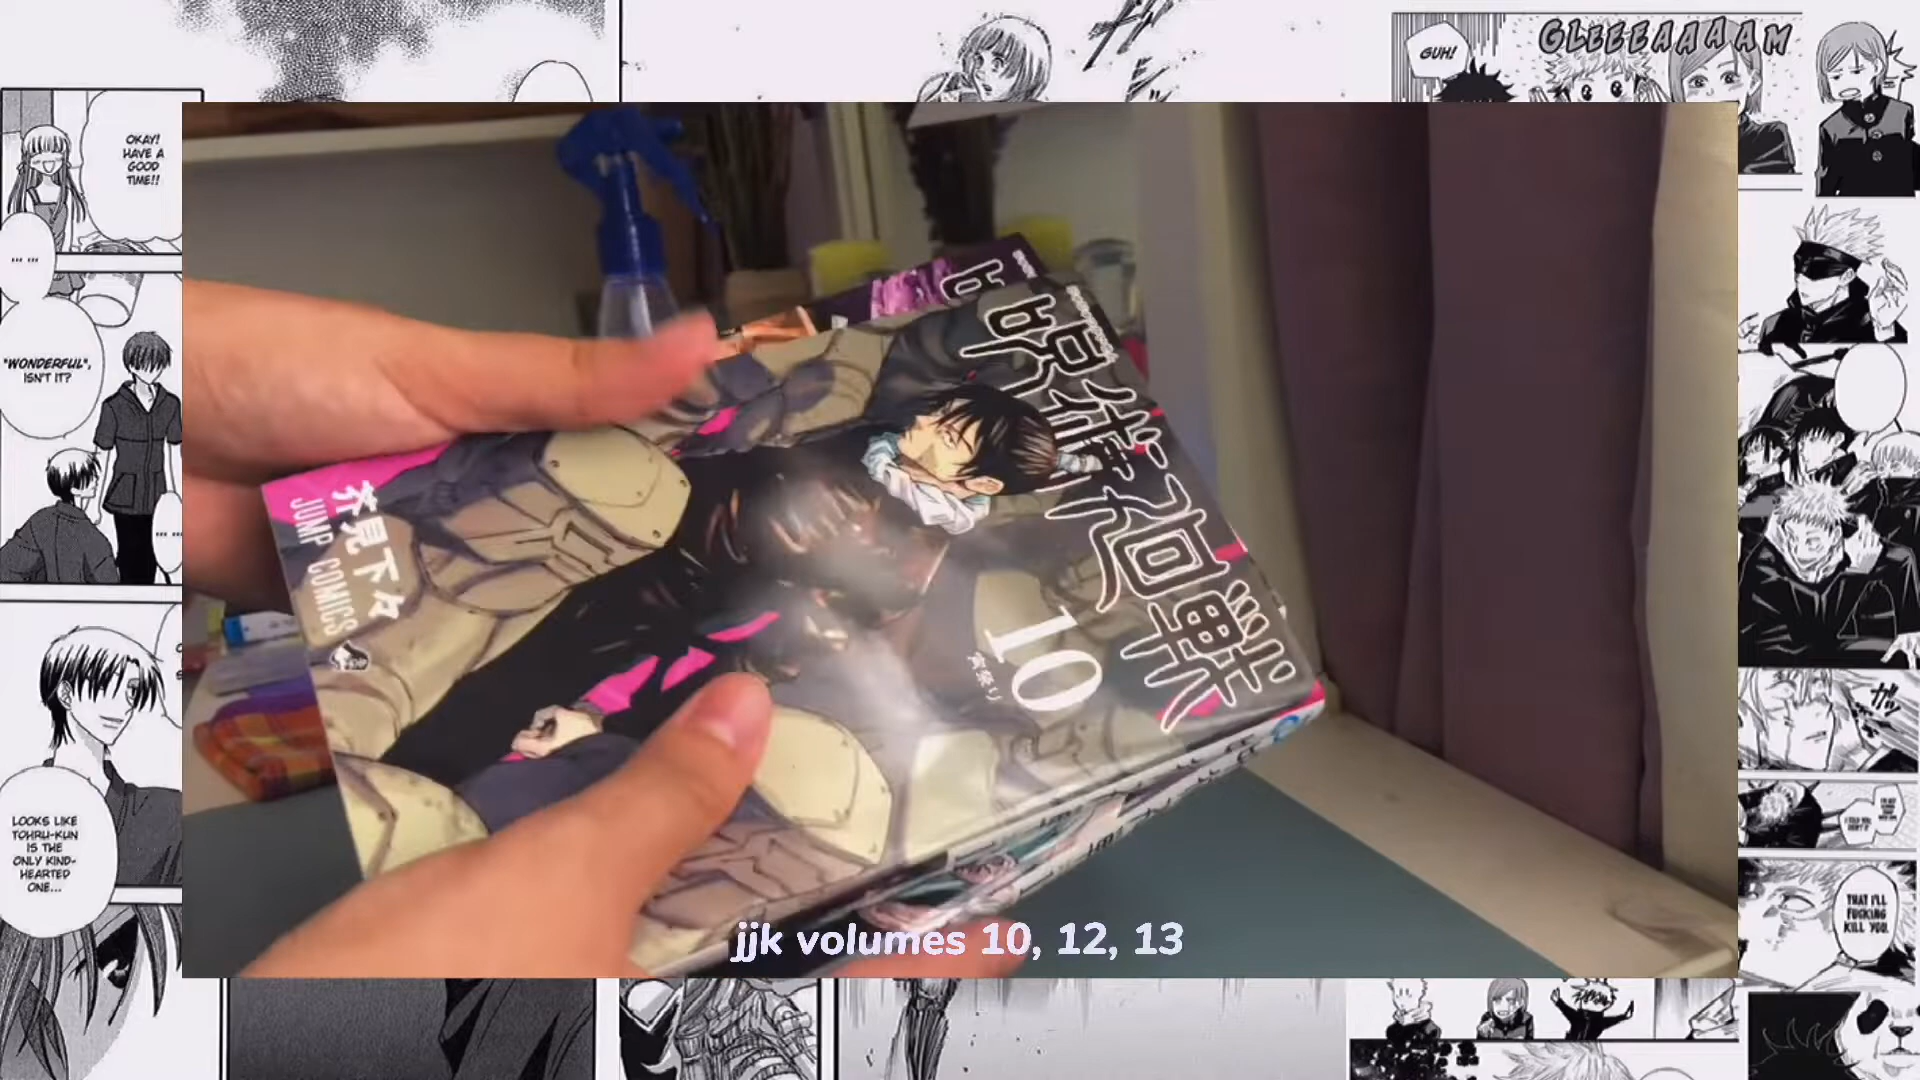 GLEEEAAAAAM
GUH!
OKAY!
HAVE A
GOOD
TIME!!
... ...
"WONDERFUL",
ISN'T IT?
... ...
LOOKS LIKE
TOHRU-KUN
IS THE
ONLY KIND-
HEARTED
ONE...
呪術廻戦
10
芥見下々
JUMP COMICS
THAT I'LL
FUCKING
KILL YOU.
jjk volumes 10, 12, 13